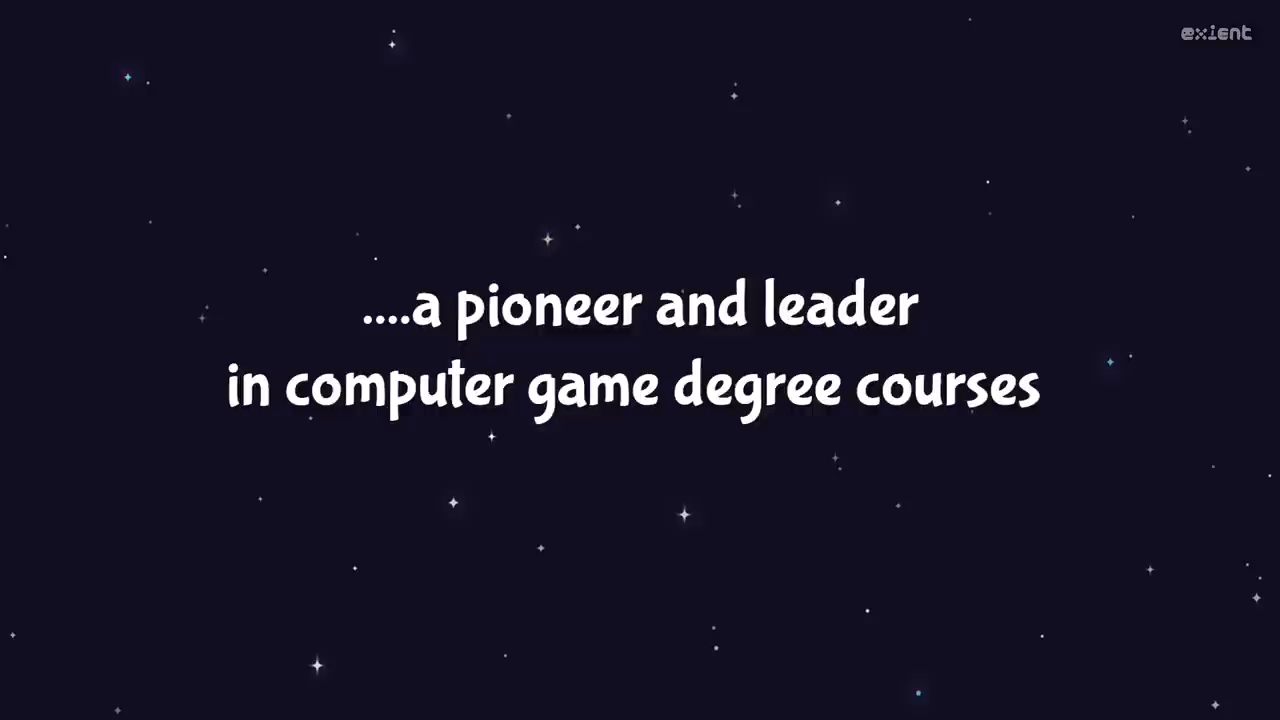 exient
....a pioneer and leader
in computer game degree courses